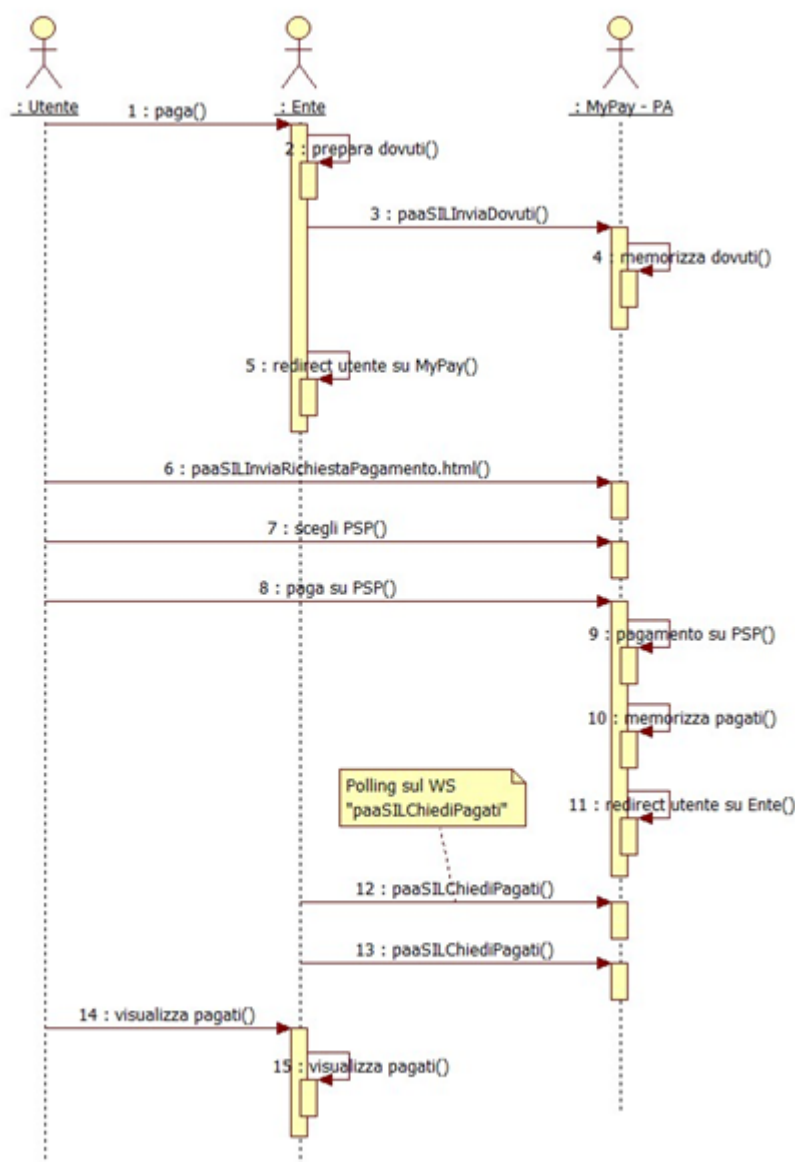 : Utente
: Ente
: MyPay - PA
1 : paga()
2 : prepara dovuti()
3 : paaSILInviaDovuti()
4 : memorizza dovuti()
5 : redirect utente su MyPay()
6 : paaSILInviaRichiestaPagamento.html()
7 : scegli PSP()
8 : paga su PSP()
9 : pagamento su PSP()
10 : memorizza pagati()
Polling sul WS
"paaSILChiediPagati"
11 : redirect utente su Ente()
12 : paaSILChiediPagati()
13 : paaSILChiediPagati()
14 : visualizza pagati()
15 : visualizza pagati()